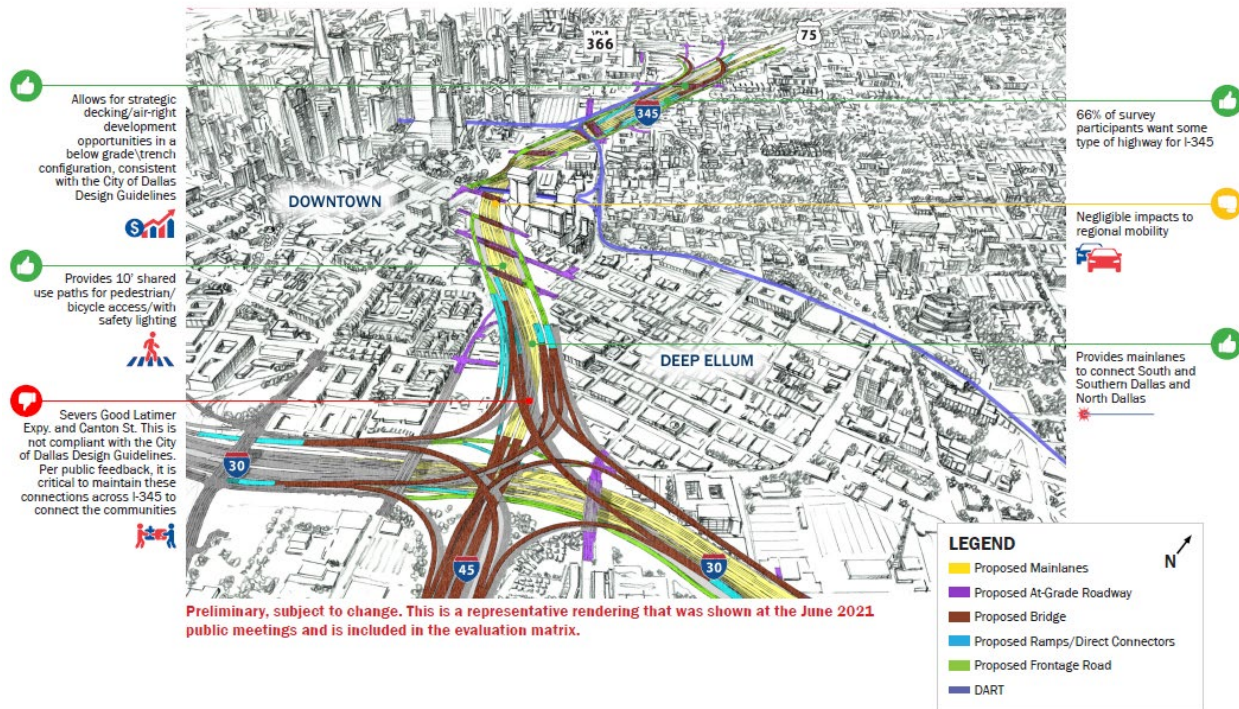 SPUR
366
75
345
Allows for strategic
decking/air-right
development
opportunities in a
below grade\trench
configuration, consistent
with the City of Dallas
Design Guidelines
$
DOWNTOWN
Provides 10' shared
use paths for pedestrian/
bicycle access/with
safety lighting
Severs Good Latimer
Expy. and Canton St. This is
not compliant with the City
of Dallas Design Guidelines.
Per public feedback, it is
critical to maintain these
connections across I-345 to
connect the communities
66% of survey
participants want some
type of highway for I-345
Negligible impacts to
regional mobility
DEEP ELLUM
Provides mainlanes
to connect South and
Southern Dallas and
North Dallas
30
45
30
LEGEND
N
Proposed Mainlanes
Proposed At-Grade Roadway
Proposed Bridge
Proposed Ramps/Direct Connectors
Proposed Frontage Road
DART
Preliminary, subject to change. This is a representative rendering that was shown at the June 2021
public meetings and is included in the evaluation matrix.